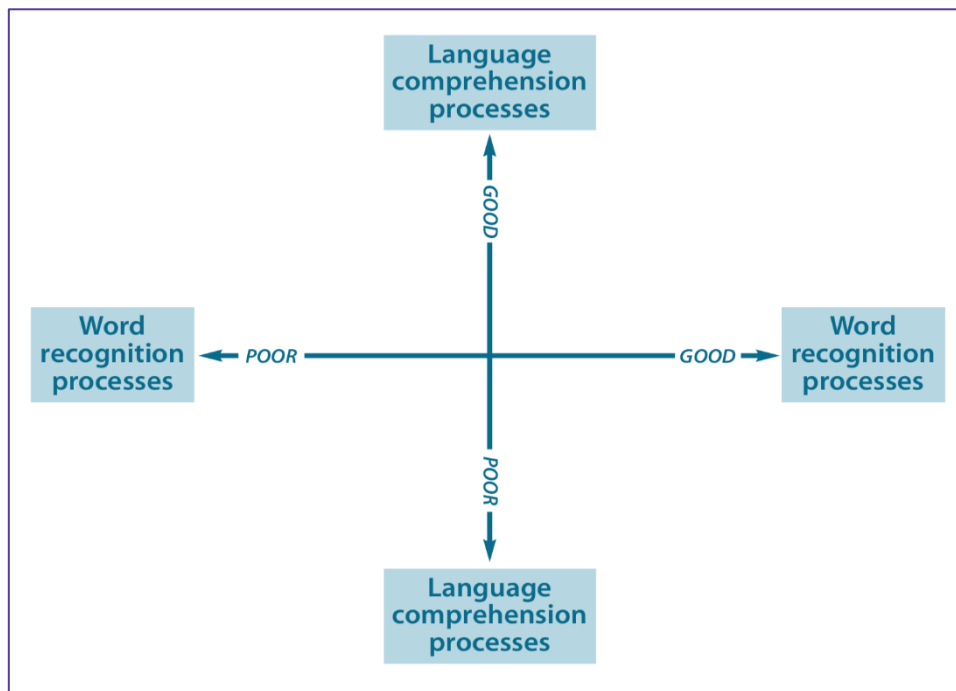 Language
comprehension
processes
GOOD
Word
recognition
processes
POOR
GOOD
Word
recognition
processes
POOR
Language
comprehension
processes